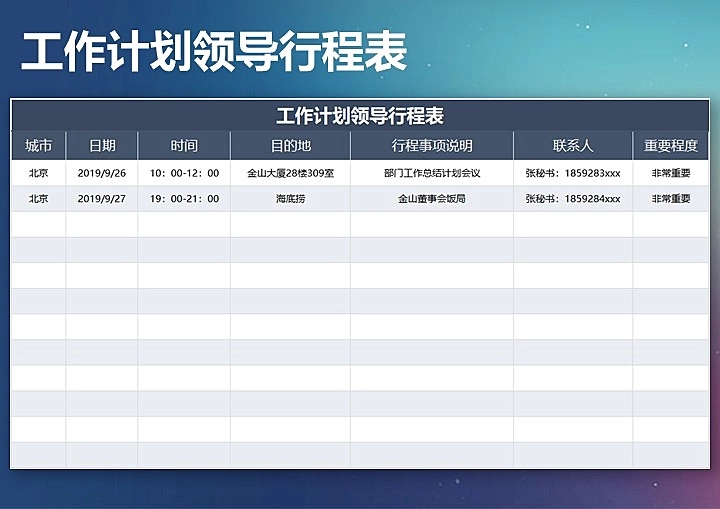 工作计划领导行程表
工作计划领导行程表
城市 日期 时间 目的地 行程事项说明 联系人 重要程度
北京 2019/9/26 10：00-12：00 金山大厦28楼309室 部门工作总结计划会议 张秘书：1859283xxx 非常重要
北京 2019/9/27 19：00-21：00 海底捞 金山董事会饭局 张秘书：1859284xxx 非常重要